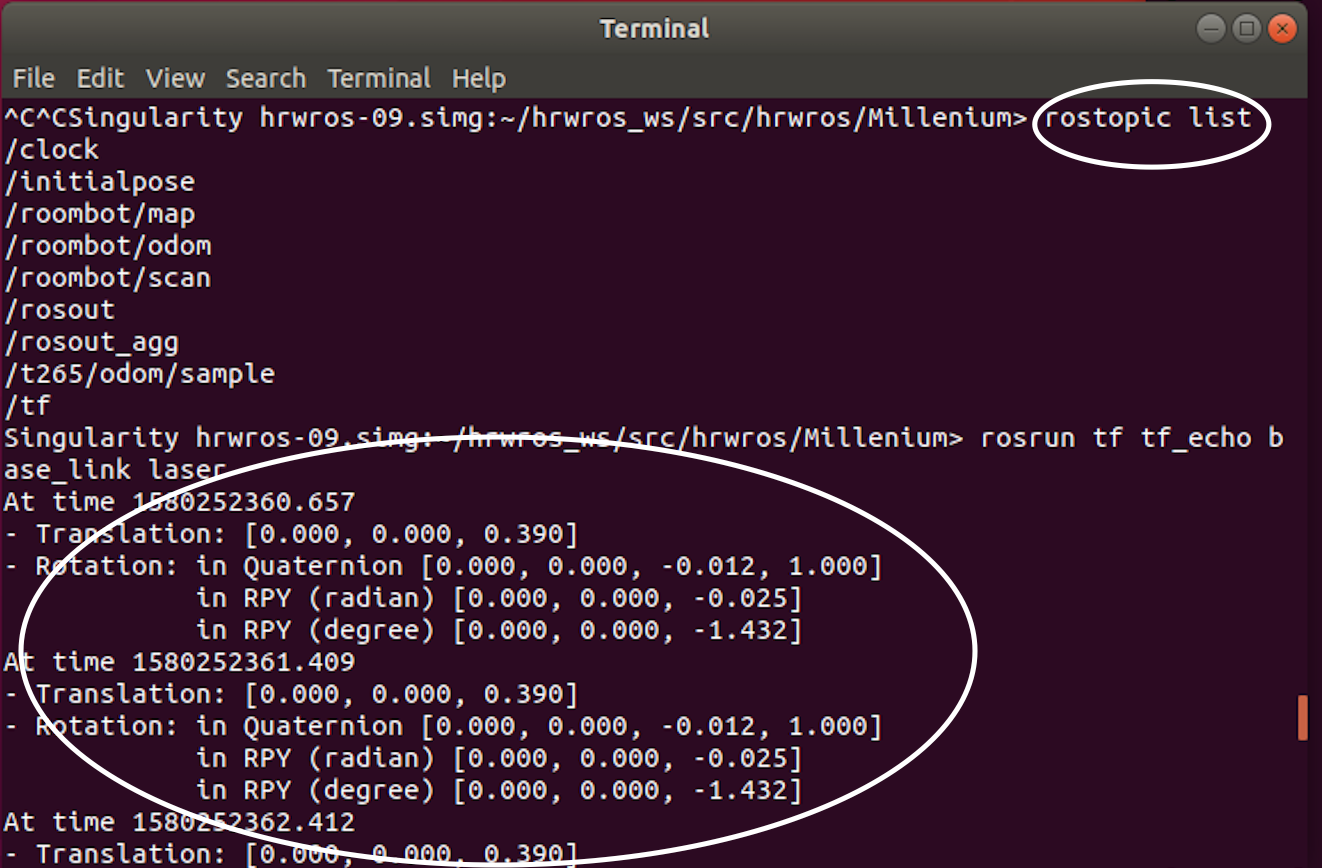 Terminal
File Edit View Search Terminal Help
^C^CSingularity hrwros-09.simg:~/hrwros_ws/src/hrwros/Millenium> rostopic list
/clock
/initialpose
/roombot/map
/roombot/odom
/roombot/scan
/rosout
/rosout_agg
/t265/odom/sample
/tf
Singularity hrwros-09.simg:~/hrwros_ws/src/hrwros/Millenium> rosrun tf tf_echo b
ase_link laser
At time 1580252360.657
- Translation: [0.000, 0.000, 0.390]
- Rotation: in Quaternion [0.000, 0.000, -0.012, 1.000]
            in RPY (radian) [0.000, 0.000, -0.025]
            in RPY (degree) [0.000, 0.000, -1.432]
At time 1580252361.409
- Translation: [0.000, 0.000, 0.390]
- Rotation: in Quaternion [0.000, 0.000, -0.012, 1.000]
            in RPY (radian) [0.000, 0.000, -0.025]
            in RPY (degree) [0.000, 0.000, -1.432]
At time 1580252362.412
- Translation: [0.000, 0.000, 0.390]